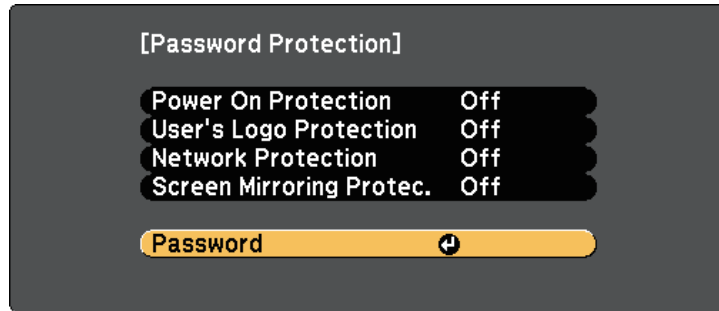 [Password Protection]
Power On Protection Off
User's Logo Protection Off
Network Protection Off
Screen Mirroring Protec. Off
Password